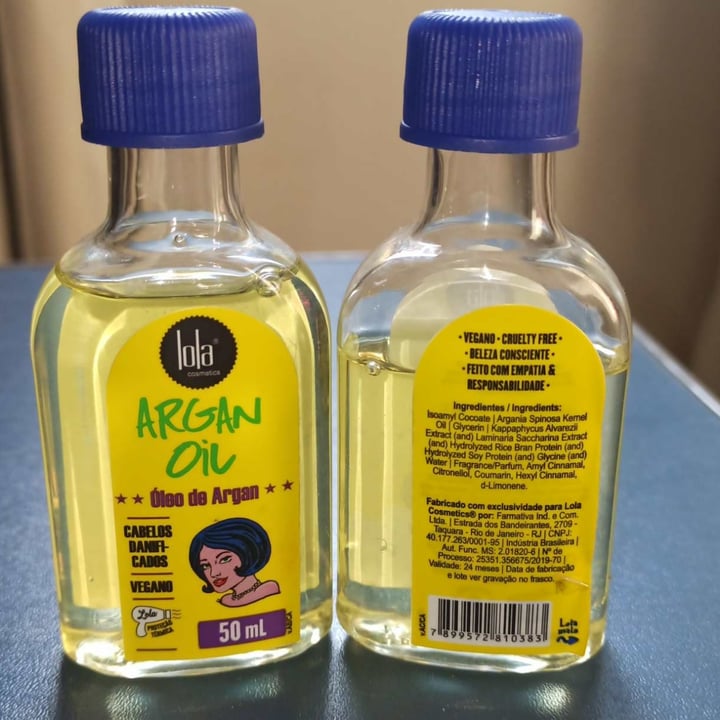 lola
cosmetics
ARGAN
OiL
Óleo de Argan
CABELOS
DANIFI-
CADOS
VEGANO
Lola
PROTEÇÃO
TÉRMICA
50 mL
• VEGANO • CRUELTY FREE •
• BELEZA CONSCIENTE •
• FEITO COM EMPATIA &
RESPONSABILIDADE •
Ingredientes / Ingredients:
Isoamyl Cocoate | Argania Spinosa Kernel
Oil | Glycerin | Kappaphycus Alvarezii
Extract (and) Laminaria Saccharina Extract
(and) Hydrolyzed Rice Bran Protein (and)
Hydrolyzed Soy Protein (and) Glycine (and)
Water | Fragrance/Parfum, Amyl Cinnamal,
Citronellol, Coumarin, Hexyl Cinnamal,
d-Limonene.
Fabricado com exclusividade para Lola
Cosmetics® por: Farmativa Ind. e Com.
Ltda. | Estrada dos Bandeirantes, 2709 -
Taquara - Rio de Janeiro - RJ | CNPJ:
40.177.263/0001-95 | Indústria Brasileira |
Aut. Func. MS: 2.01820-6 | Nº de
Processo: 25351.356675/2019-70 |
Validade: 24 meses | Data de fabricação
e lote ver gravação no frasco.
7 899572 810383